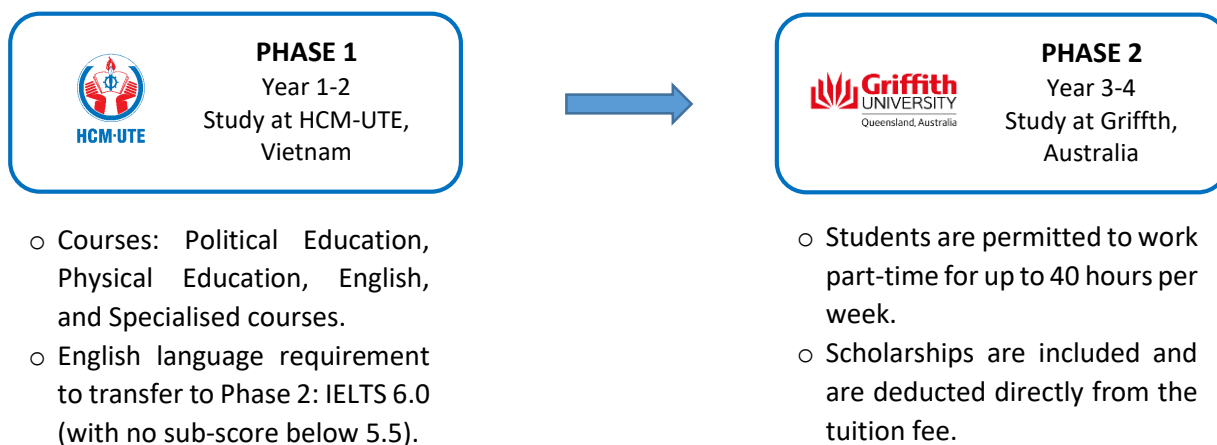 PHASE 1
Year 1-2
Study at HCM-UTE,
Vietnam
HCM·UTE
o Courses: Political Education,
Physical Education, English,
and Specialised courses.
o English language requirement
to transfer to Phase 2: IELTS 6.0
(with no sub-score below 5.5).
PHASE 2
Year 3-4
Study at Griffth,
Australia
Griffith
UNIVERSITY
Queensland, Australia
o Students are permitted to work
part-time for up to 40 hours per
week.
o Scholarships are included and
are deducted directly from the
tuition fee.